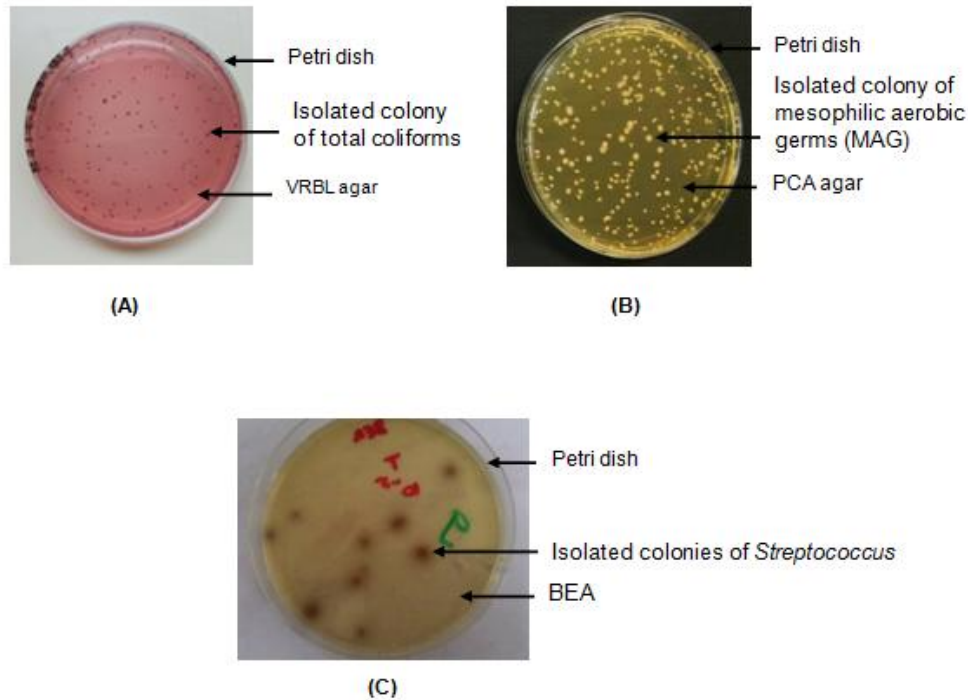 Petri dish
Isolated colony
of total coliforms
VRBL agar
(A)
Petri dish
Isolated colony of
mesophilic aerobic
germs (MAG)
PCA agar
(B)
Petri dish
Isolated colonies of Streptococcus
BEA
(C)